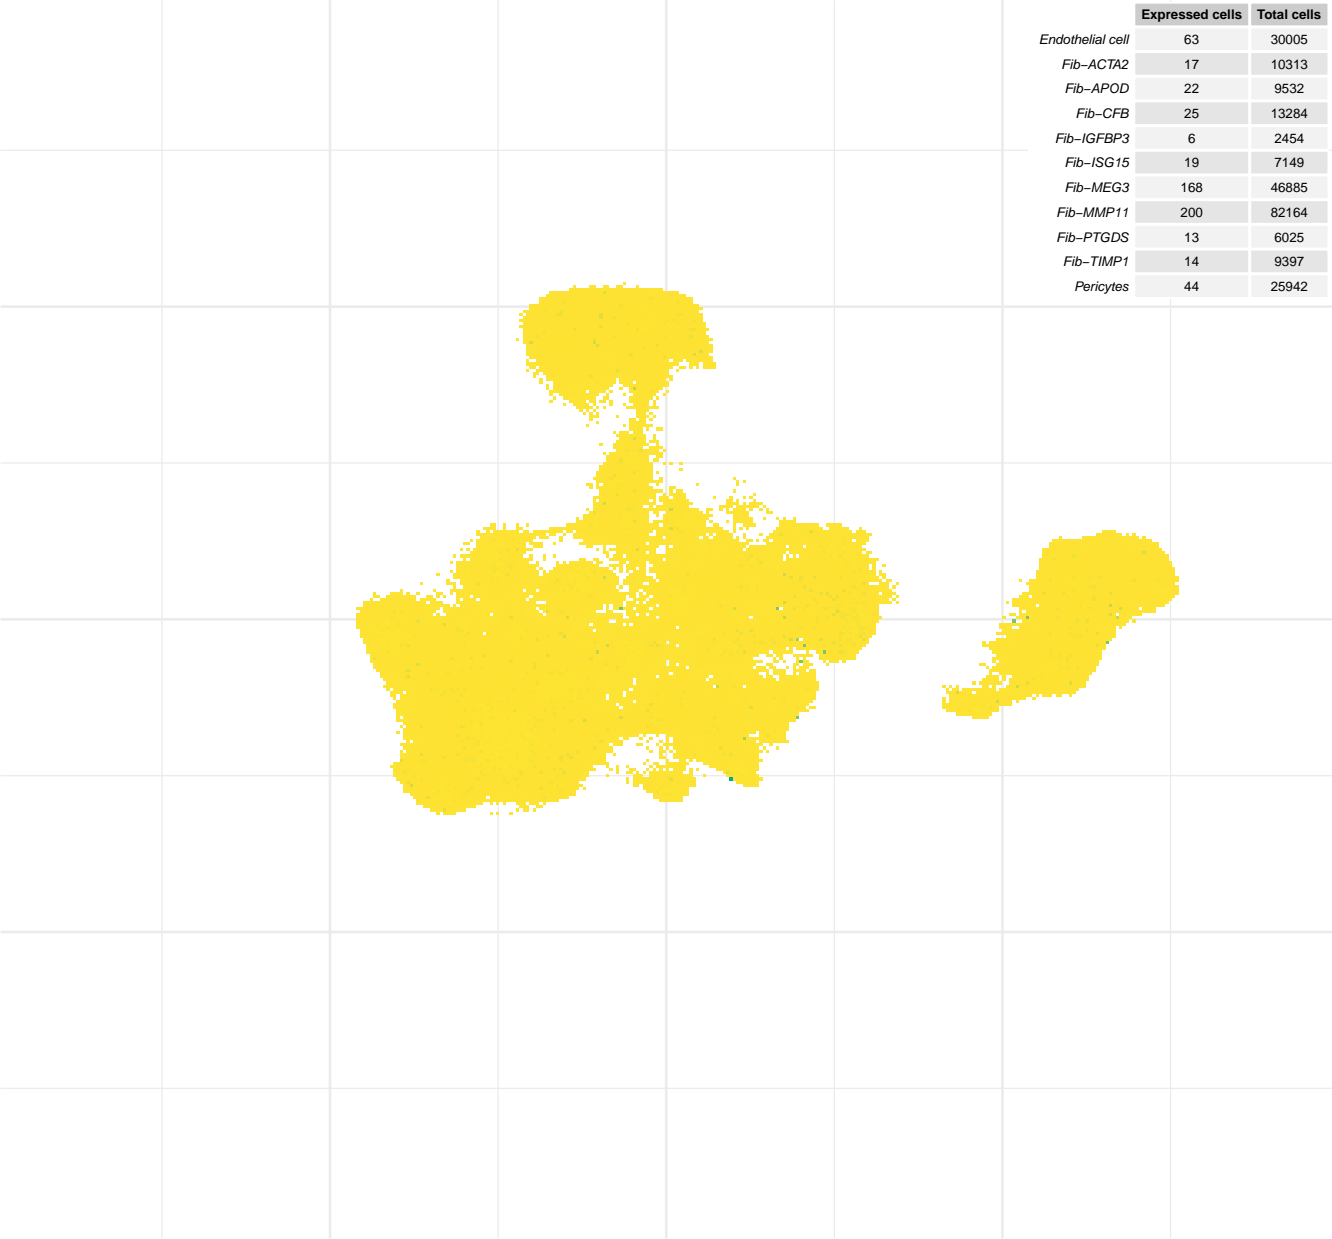 Expressed cells Total cells
Endothelial cell 63 30005
Fib−ACTA2 17 10313
Fib−APOD 22 9532
Fib−CFB 25 13284
Fib−IGFBP3 6 2454
Fib−ISG15 19 7149
Fib−MEG3 168 46885
Fib−MMP11 200 82164
Fib−PTGDS 13 6025
Fib−TIMP1 14 9397
Pericytes 44 25942